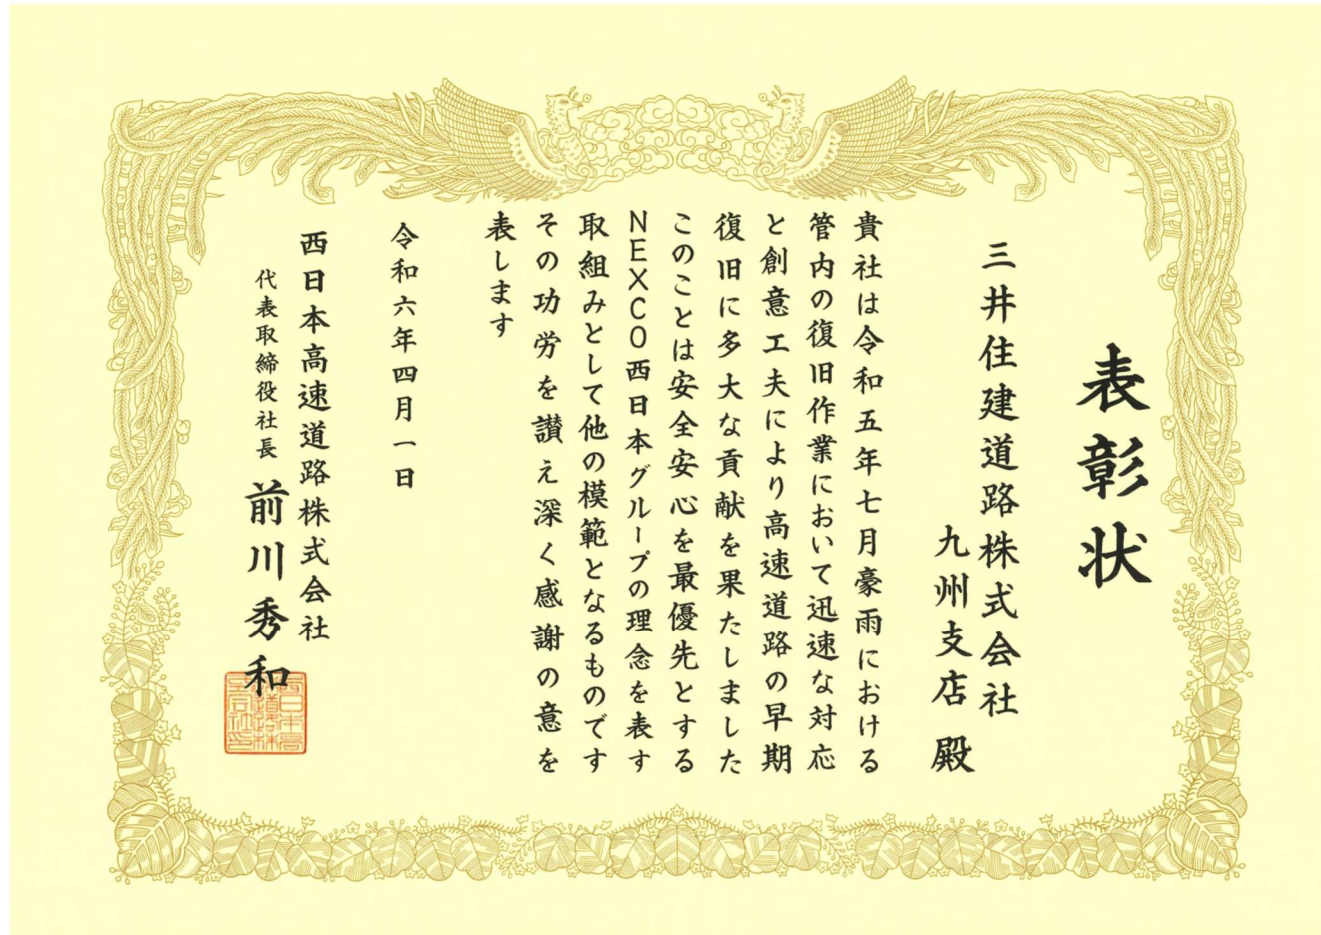 表彰状
三井住建道路株式会社
九州支店 殿
貴社は令和五年七月豪雨における
管内の復旧作業において迅速な対応
と創意工夫により高速道路の早期
復旧に多大な貢献を果たしました
このことは安全安心を最優先とする
NEXCO西日本グループの理念を表す
取組みとして他の模範となるものです
その功労を讃え深く感謝の意を
表します
令和六年四月一日
西日本高速道路株式会社
代表取締役社長 前川秀和